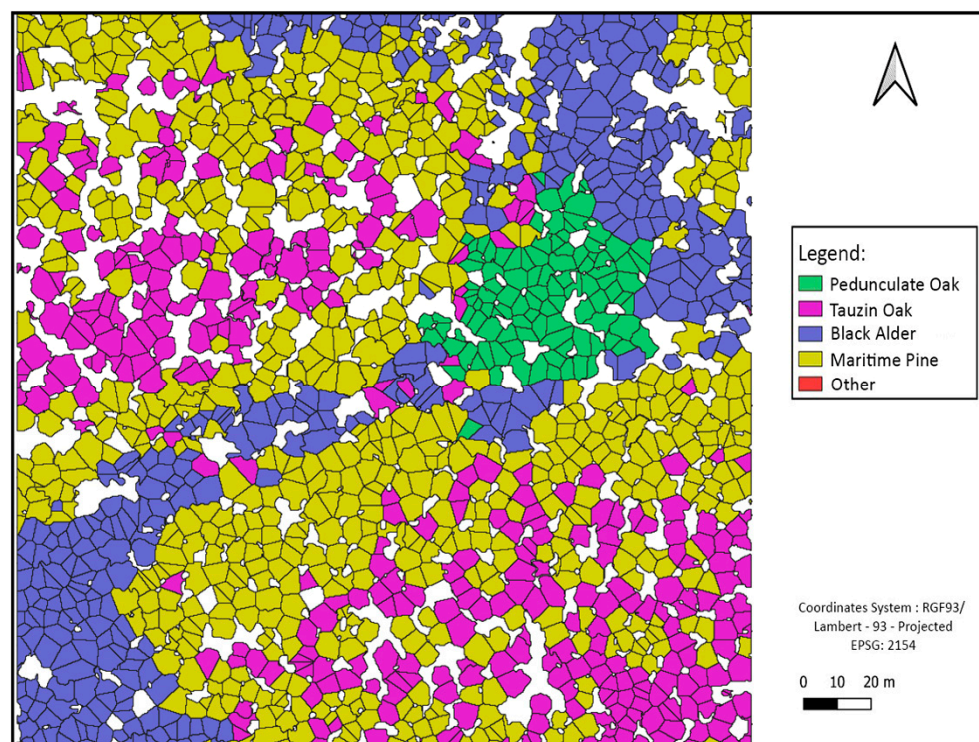 Legend:
Pedunculate Oak
Tauzin Oak
Black Alder
Maritime Pine
Other
Coordinates System : RGF93/
Lambert - 93 - Projected
EPSG: 2154
0 10 20 m